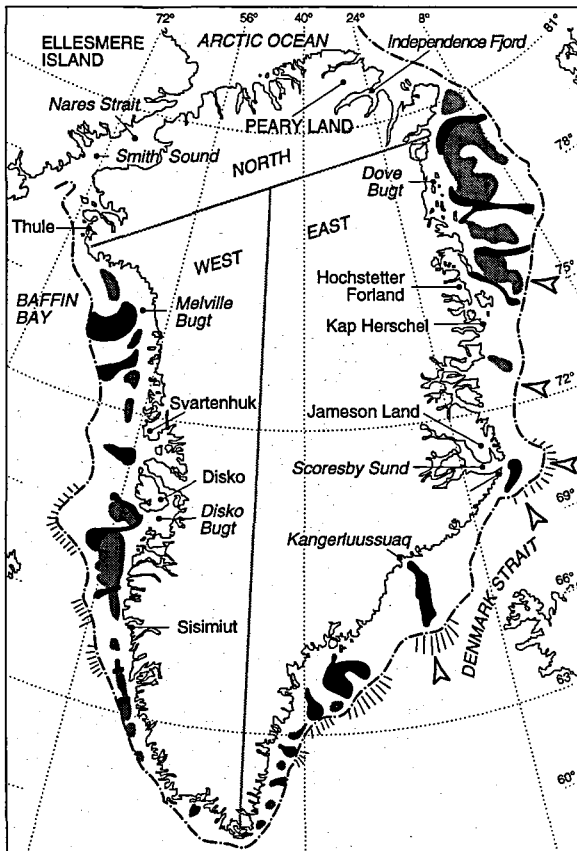 72°
56°
40°
24°
8°
81°
ELLESMERE
ISLAND
ARCTIC OCEAN
Independence Fjord
Nares Strait
PEARY LAND
Smith Sound
NORTH
78°
Dove
Bugt
Thule
EAST
WEST
75°
BAFFIN
BAY
Melville
Bugt
Hochstetter
Forland
Kap Herschel
72°
Svartenhuk
Jameson Land
Disko
Scoresby Sund
69°
Disko
Bugt
Kangerluussuaq
DENMARK STRAIT
66°
Sisimiut
63°
60°
56°
40°